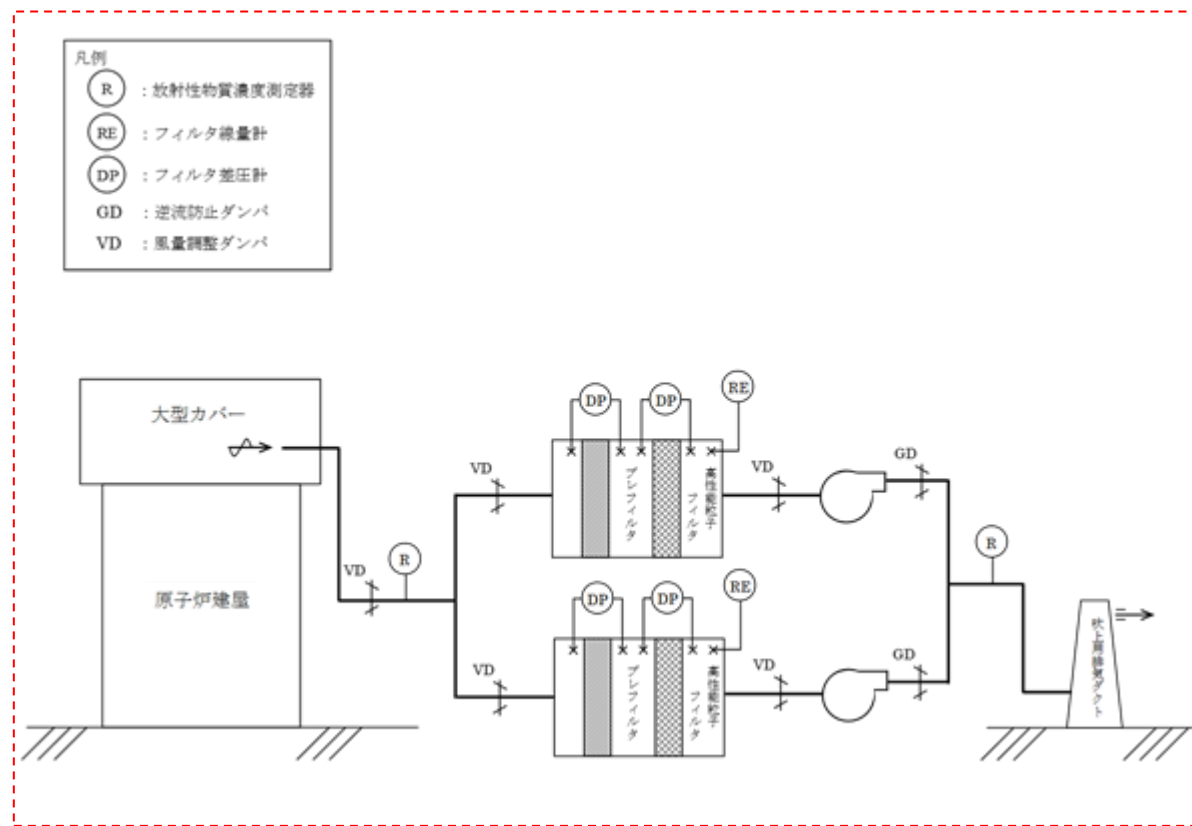 凡例
R ：放射性物質濃度測定器
RE ：フィルタ線量計
DP ：フィルタ差圧計
GD ：逆流防止ダンパ
VD ：風量調整ダンパ
大型カバー
原子炉建屋
VD
R
VD
DP
DP
RE
プレフィルタ
高性能粒子
フィルタ
VD
GD
VD
DP
DP
RE
プレフィルタ
高性能粒子
フィルタ
VD
GD
R
吹上用排気ダクト